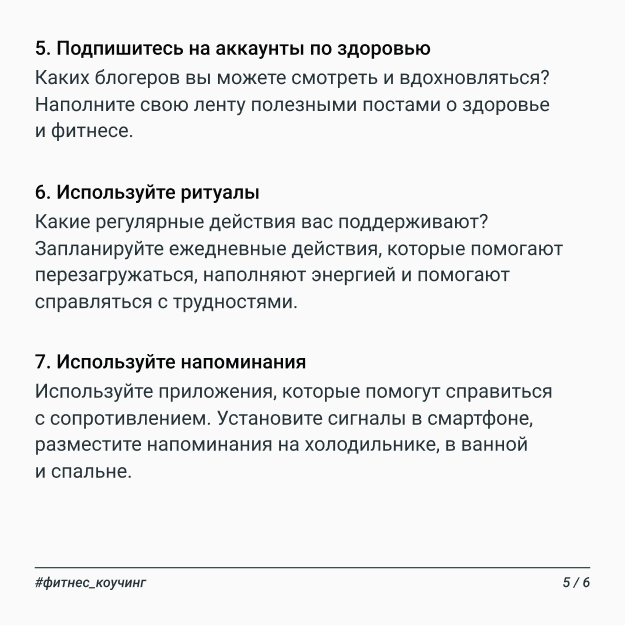 5. Подпишитесь на аккаунты по здоровью
Каких блогеров вы можете смотреть и вдохновляться?
Наполните свою ленту полезными постами о здоровье
и фитнесе.
6. Используйте ритуалы
Какие регулярные действия вас поддерживают?
Запланируйте ежедневные действия, которые помогают
перезагружаться, наполняют энергией и помогают
справляться с трудностями.
7. Используйте напоминания
Используйте приложения, которые помогут справиться
с сопротивлением. Установите сигналы в смартфоне,
разместите напоминания на холодильнике, в ванной
и спальне.
#фитнес_коучинг 5 / 6